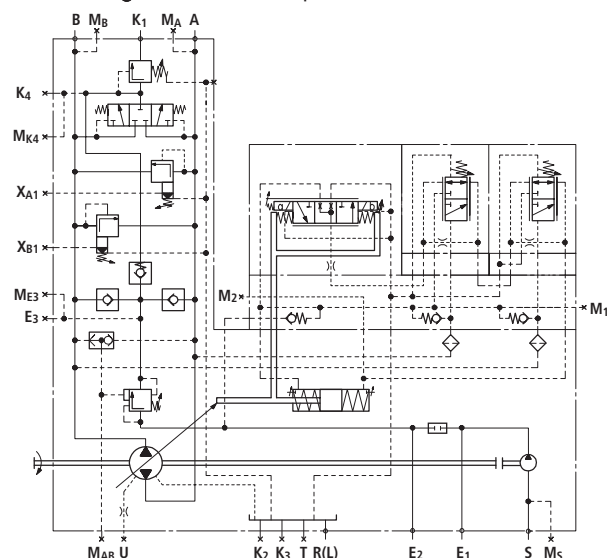 B MB K1 MA A
K4
MK4
XA1
XB1
ME3
E3
a b
M2
M1
MAB U K2 K3 T R(L) E2 E1 S MS